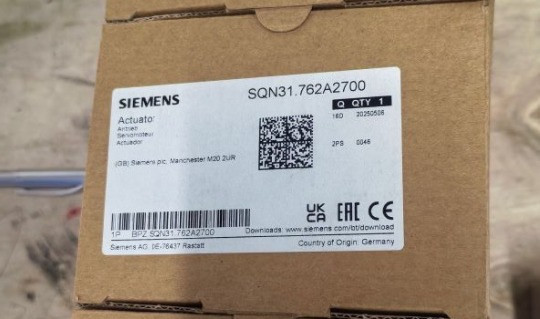 SQN31.762A2700
SIEMENS
Q QTY 1
Actuator
Antrieb
Servomoteur
Actuador
16D 20250506
2PS 0046
(GB) Siemens plc, Manchester M20 2UR
UK CA EAC CE
1P BPZ SQN31.762A2700
Downloads: www.siemens.com/bt/download
Siemens AG, DE-76437 Rastatt
Country of Origin: Germany